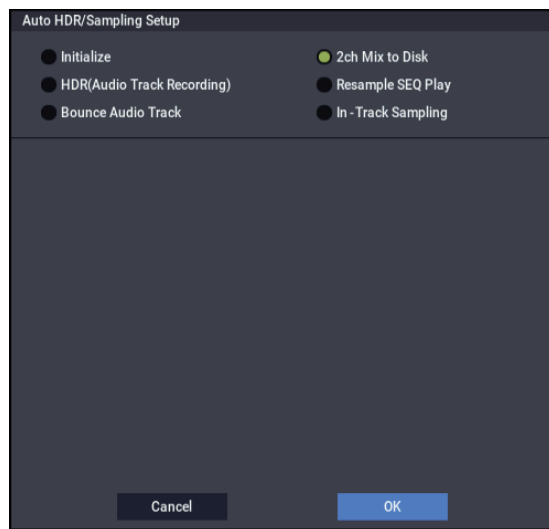 Auto HDR/Sampling Setup
Initialize
2ch Mix to Disk
HDR(Audio Track Recording)
Resample SEQ Play
Bounce Audio Track
In-Track Sampling
Cancel
OK